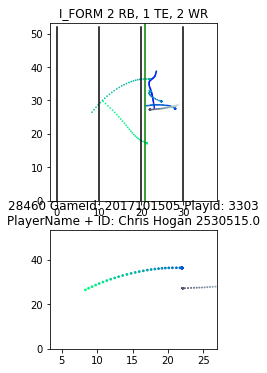 I_FORM 2 RB, 1 TE, 2 WR
50
40
30
20
10
0
0 10 20 30
28460 GameId: 2017101505 PlayId: 3303
PlayerName + ID: Chris Hogan 2530515.0
40
20
0
5 10 15 20 25